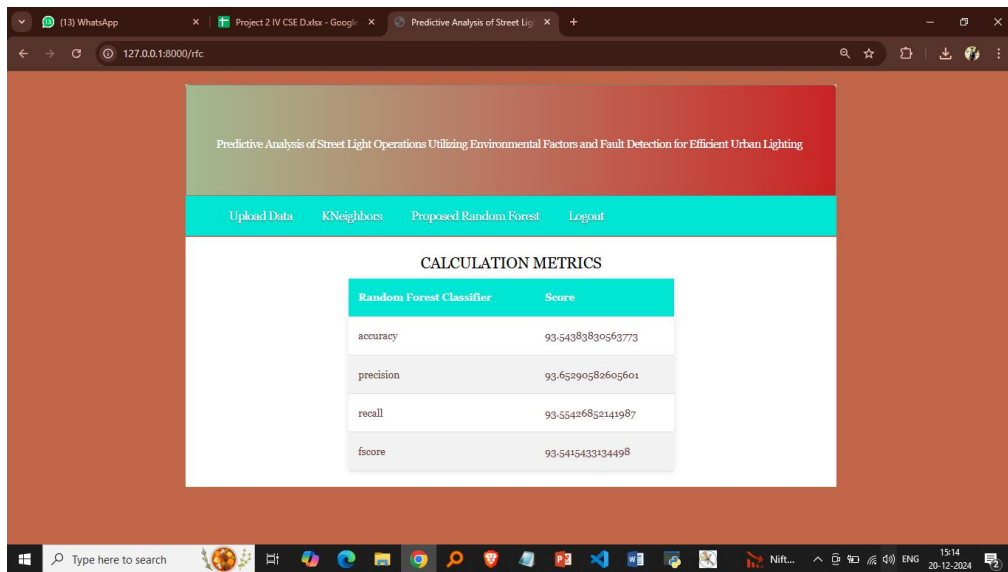 (13) WhatsApp
Project 2 IV CSE D.xlsx - Google
Predictive Analysis of Street Lig
127.0.0.1:8000/rfc
Predictive Analysis of Street Light Operations Utilizing Environmental Factors and Fault Detection for Efficient Urban Lighting
Upload Data KNeighbors Proposed Random Forest Logout
CALCULATION METRICS
Random Forest Classifier Score
accuracy 93.54383830563773
precision 93.65290582605601
recall 93.55426852141987
fscore 93.5415433134498
Type here to search
Nift...
ENG
15:14
20-12-2024